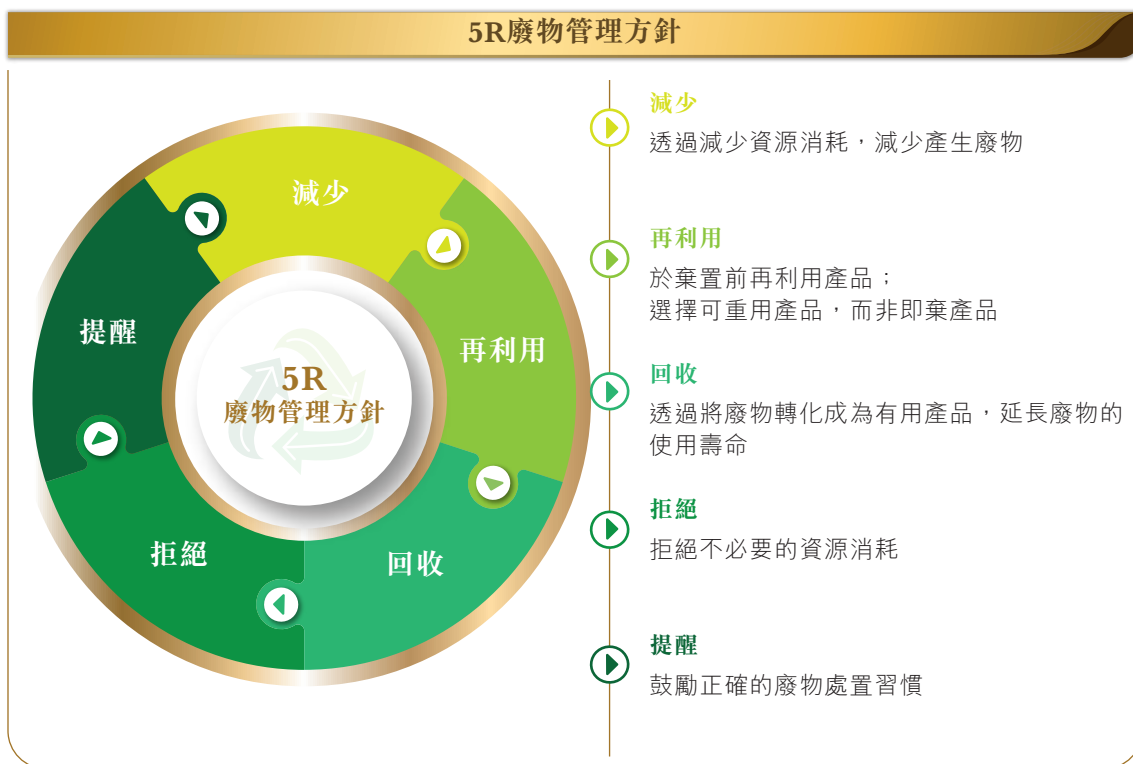 5R廢物管理方針
減少
再利用
回收
拒絕
提醒
5R
廢物管理方針
減少
透過減少資源消耗，減少產生廢物
再利用
於棄置前再利用產品；
選擇可重用產品，而非即棄產品
回收
透過將廢物轉化成為有用產品，延長廢物的
使用壽命
拒絕
拒絕不必要的資源消耗
提醒
鼓勵正確的廢物處置習慣